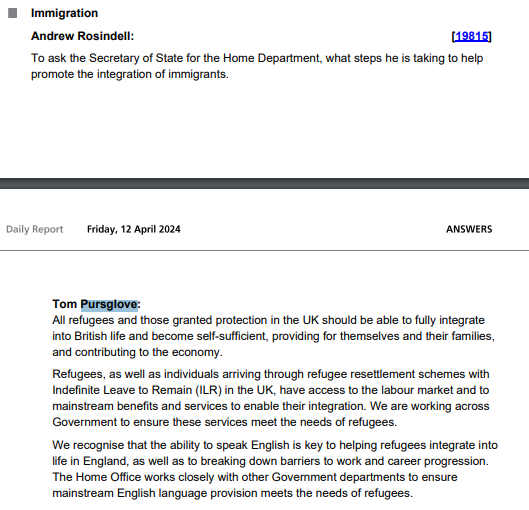 Immigration
Andrew Rosindell: [19815]
To ask the Secretary of State for the Home Department, what steps he is taking to help
promote the integration of immigrants.
Daily Report Friday, 12 April 2024 ANSWERS
Tom Pursglove:
All refugees and those granted protection in the UK should be able to fully integrate
into British life and become self-sufficient, providing for themselves and their families,
and contributing to the economy.
Refugees, as well as individuals arriving through refugee resettlement schemes with
Indefinite Leave to Remain (ILR) in the UK, have access to the labour market and to
mainstream benefits and services to enable their integration. We are working across
Government to ensure these services meet the needs of refugees.
We recognise that the ability to speak English is key to helping refugees integrate into
life in England, as well as to breaking down barriers to work and career progression.
The Home Office works closely with other Government departments to ensure
mainstream English language provision meets the needs of refugees.